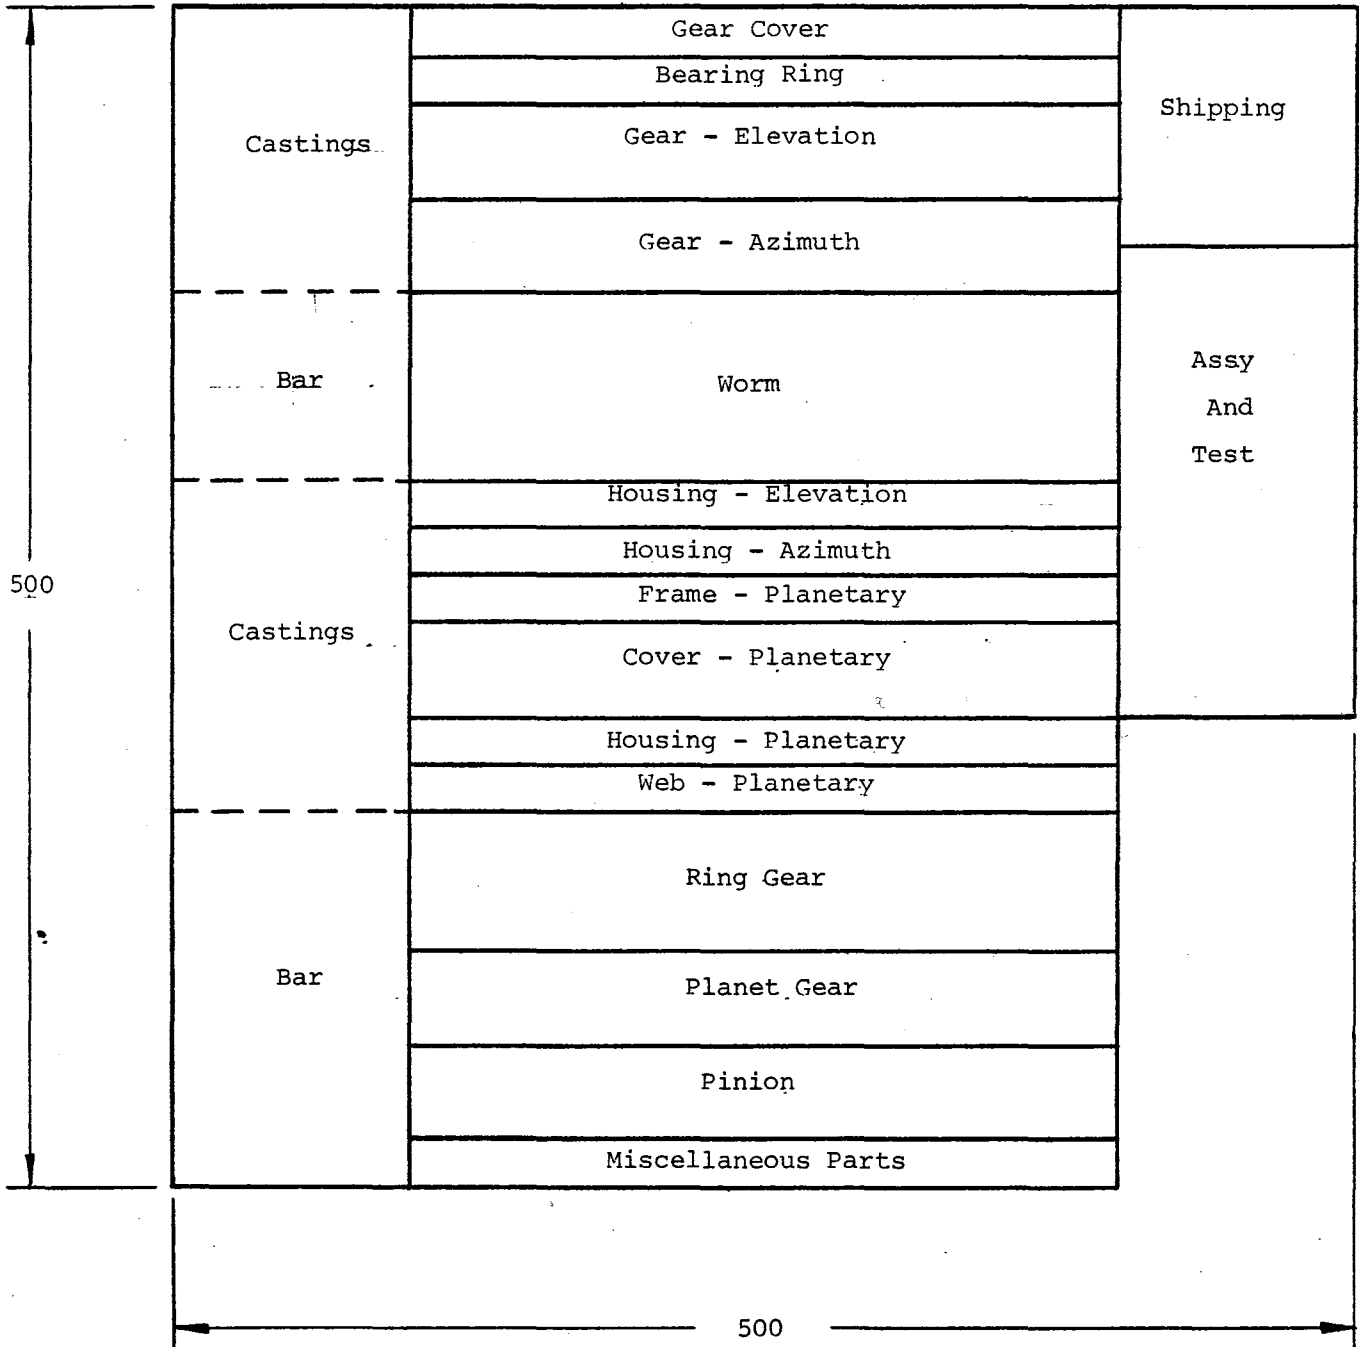 Gear Cover
Bearing Ring
Shipping
Gear - Elevation
Castings
Gear - Azimuth
Assy
Bar
Worm
And
Test
Housing - Elevation
Housing - Azimuth
500
Frame - Planetary
Castings
Cover - Planetary
Housing - Planetary
Web - Planetary
Ring Gear
Bar
Planet Gear
Pinion
Miscellaneous Parts
500